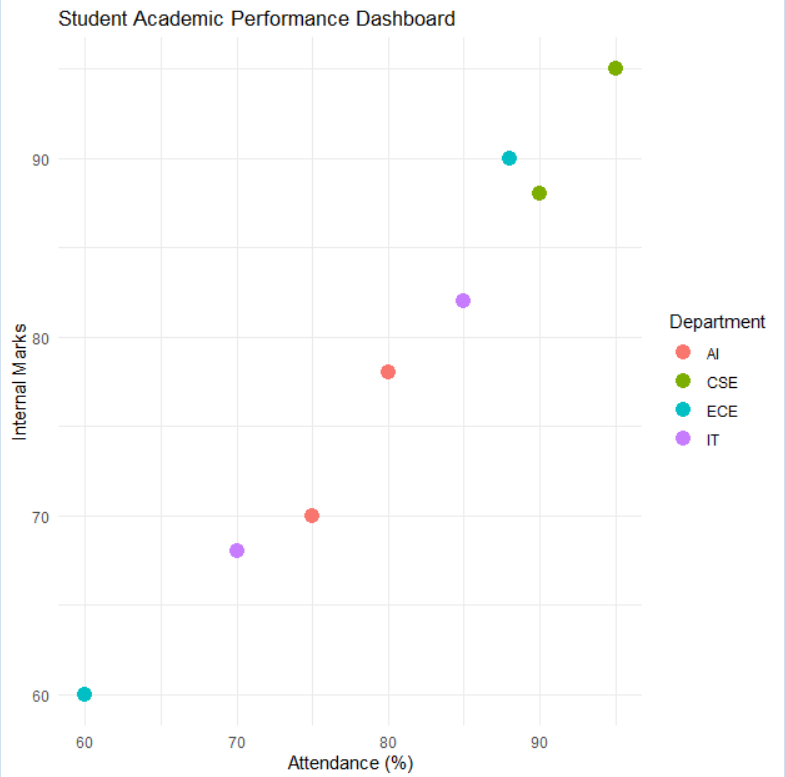 Student Academic Performance Dashboard
90
80
70
60
Internal Marks
60 70 80 90
Attendance (%)
Department
AI
CSE
ECE
IT